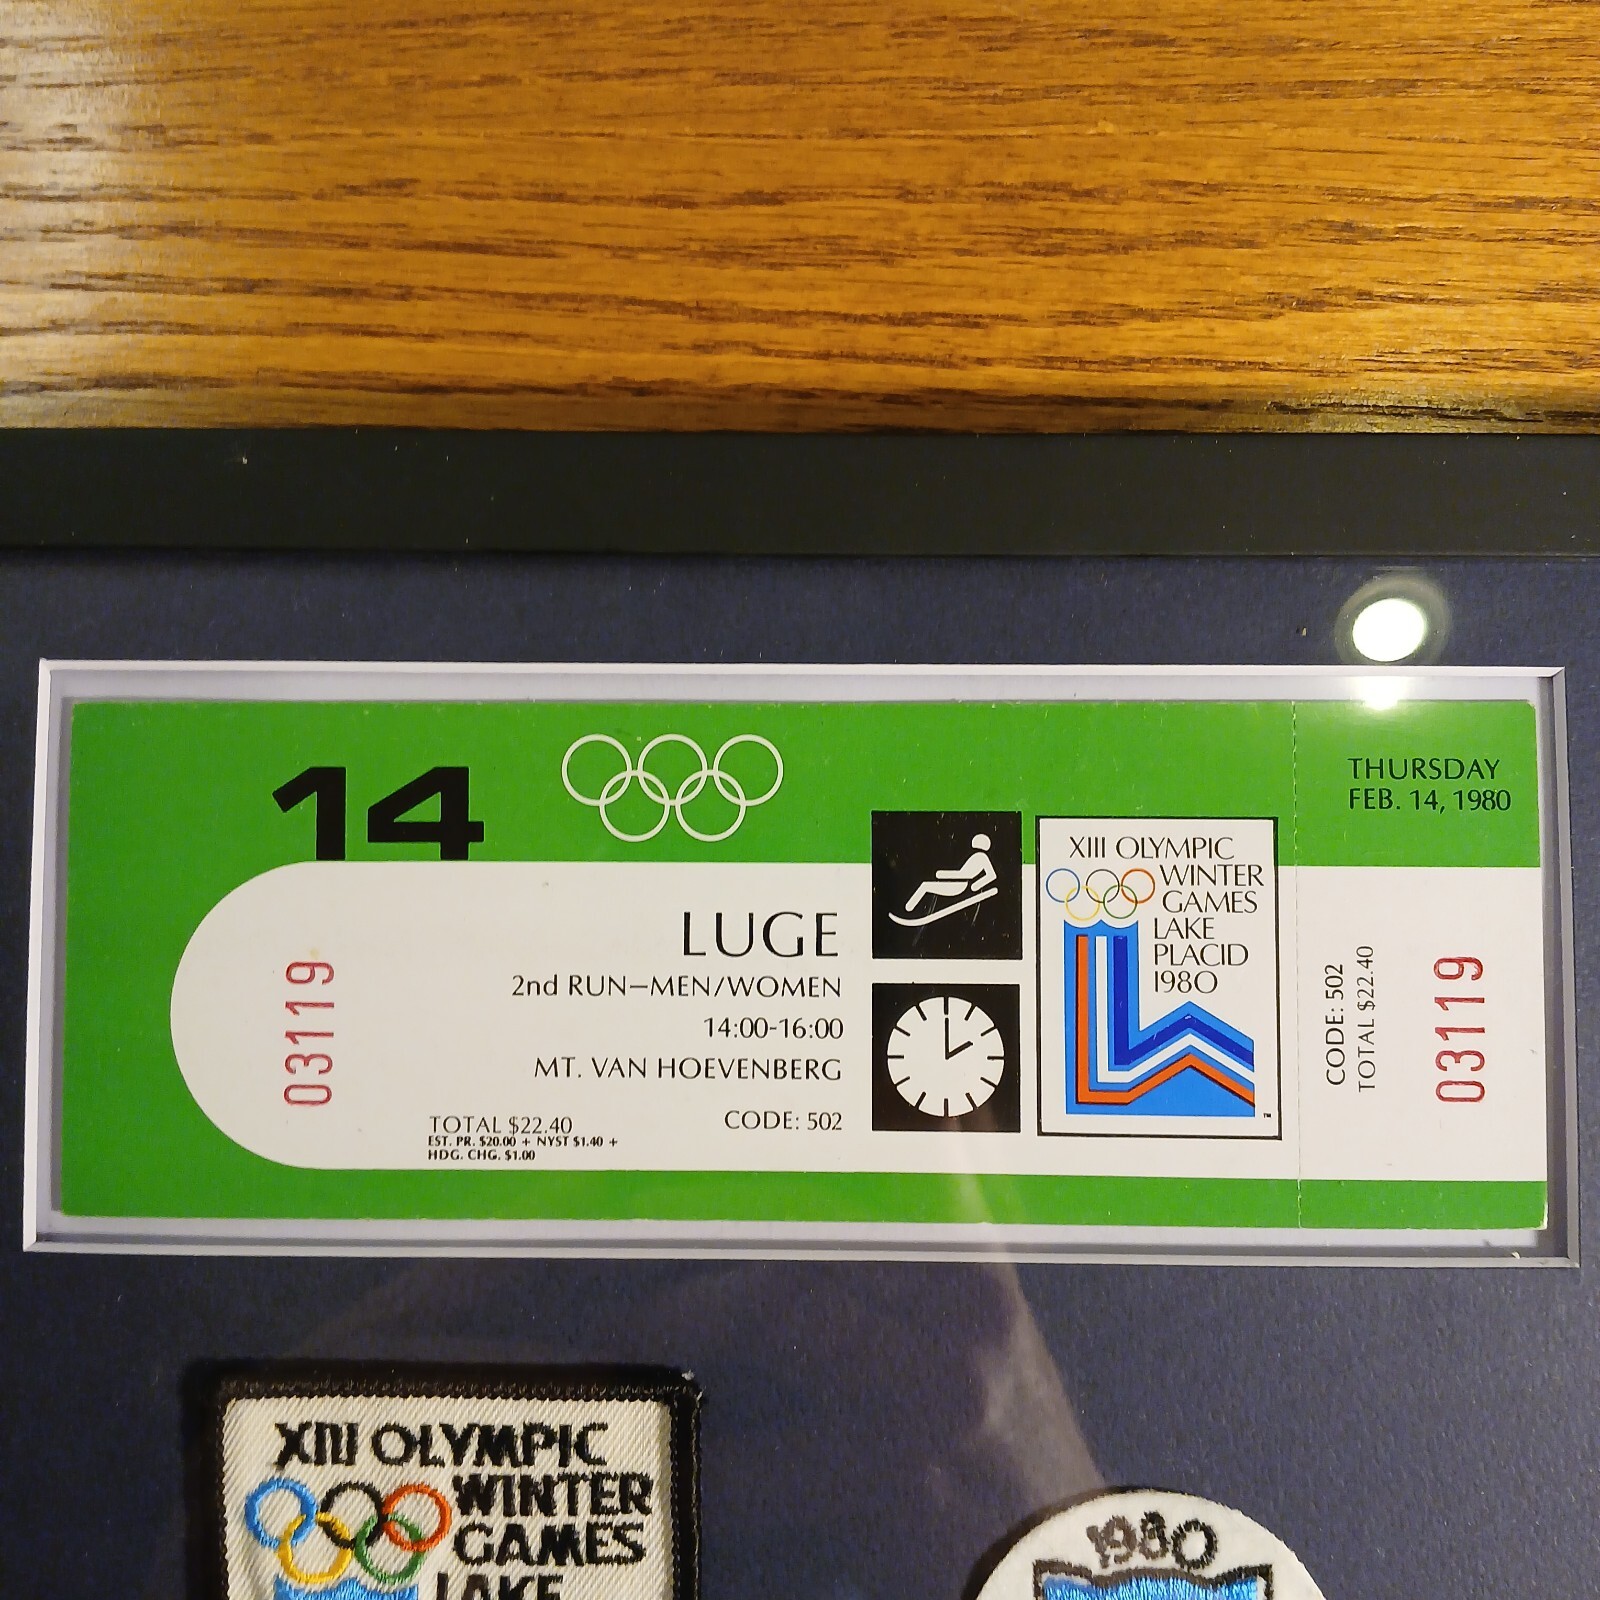 14
THURSDAY
FEB. 14, 1980
XIII OLYMPIC
WINTER
GAMES
LAKE
PLACID
1980
TM
LUGE
2nd RUN—MEN/WOMEN
14:00-16:00
MT. VAN HOEVENBERG
TOTAL $22.40
EST. PR. $20.00 + NYST $1.40 +
HDG. CHG. $1.00
CODE: 502
03119
CODE: 502
TOTAL $22.40
03119
XIII OLYMPIC
WINTER
GAMES
LAKE
1980